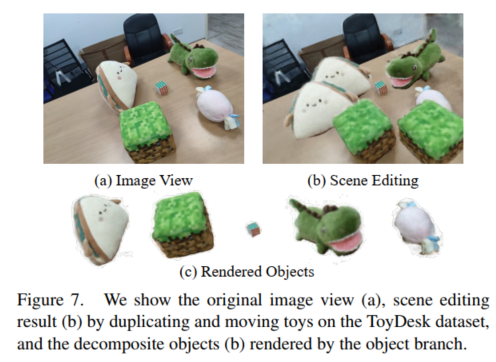 (a) Image View
(b) Scene Editing
(c) Rendered Objects
Figure 7. We show the original image view (a), scene editing
result (b) by duplicating and moving toys on the ToyDesk dataset,
and the decomposite objects (b) rendered by the object branch.